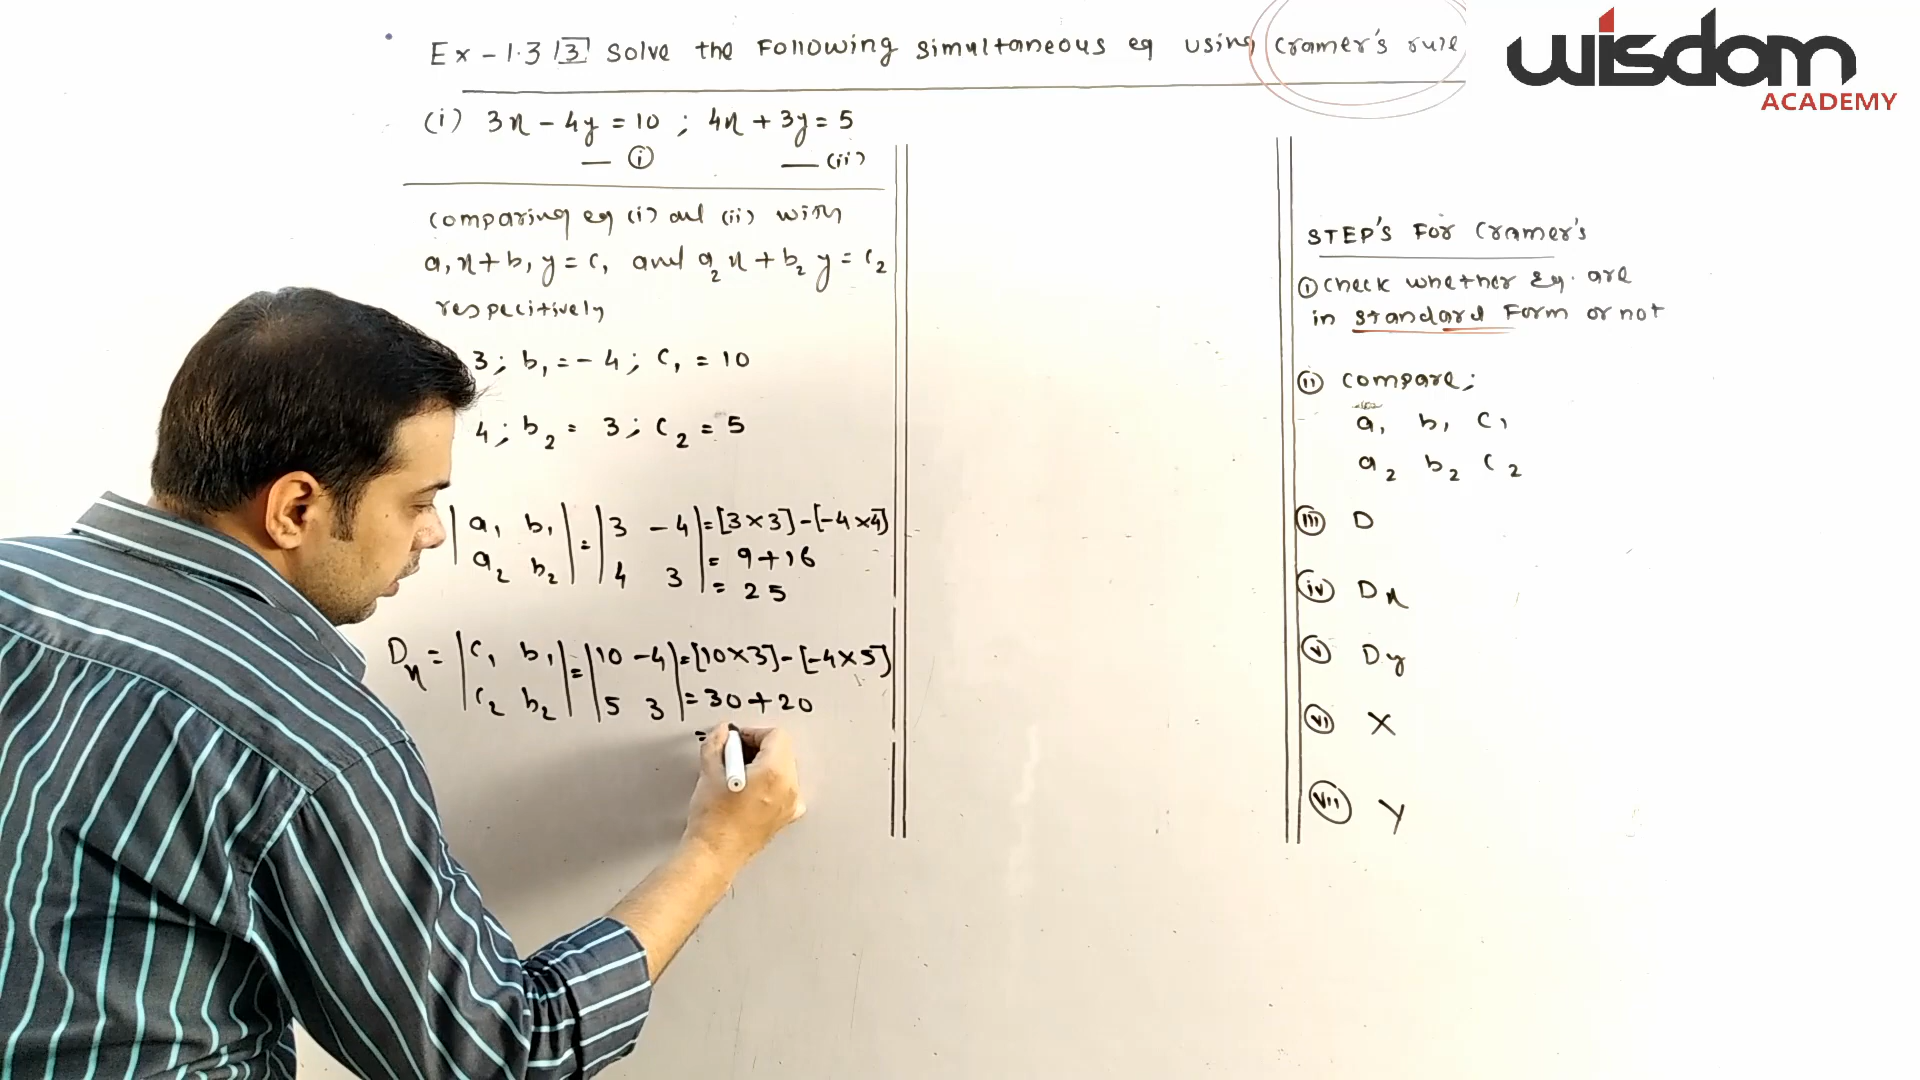 Ex - 1.3 3 Solve the Following simultaneous eq using Cramer's rule
wiisdom
ACADEMY
(i) 3x - 4y = 10 ; 4x + 3y = 5
— (i) — (ii)
Comparing eq (i) and (ii) with
a₁x + b₁y = c₁ and a₂x + b₂y = c₂
respecitively
3 ; b₁ = - 4 ; c₁ = 10
4 ; b₂ = 3 ; c₂ = 5
|a₁ b₁| = |3 - 4| = [3×3] - [-4×4]
|a₂ b₂| |4 3| = 9 + 16
= 25
Dx = |c₁ b₁| = |10 - 4| = [10×3] - [-4×5]
|c₂ b₂| |5 3| = 30 + 20
=
STEP'S FOR Cramer's
(i) Check whether Eq. are
in standard Form or not
(ii) Compare;
a₁ b₁ c₁
a₂ b₂ c₂
(iii) D
(iv) Dx
(v) Dy
(vi) X
(vii) Y